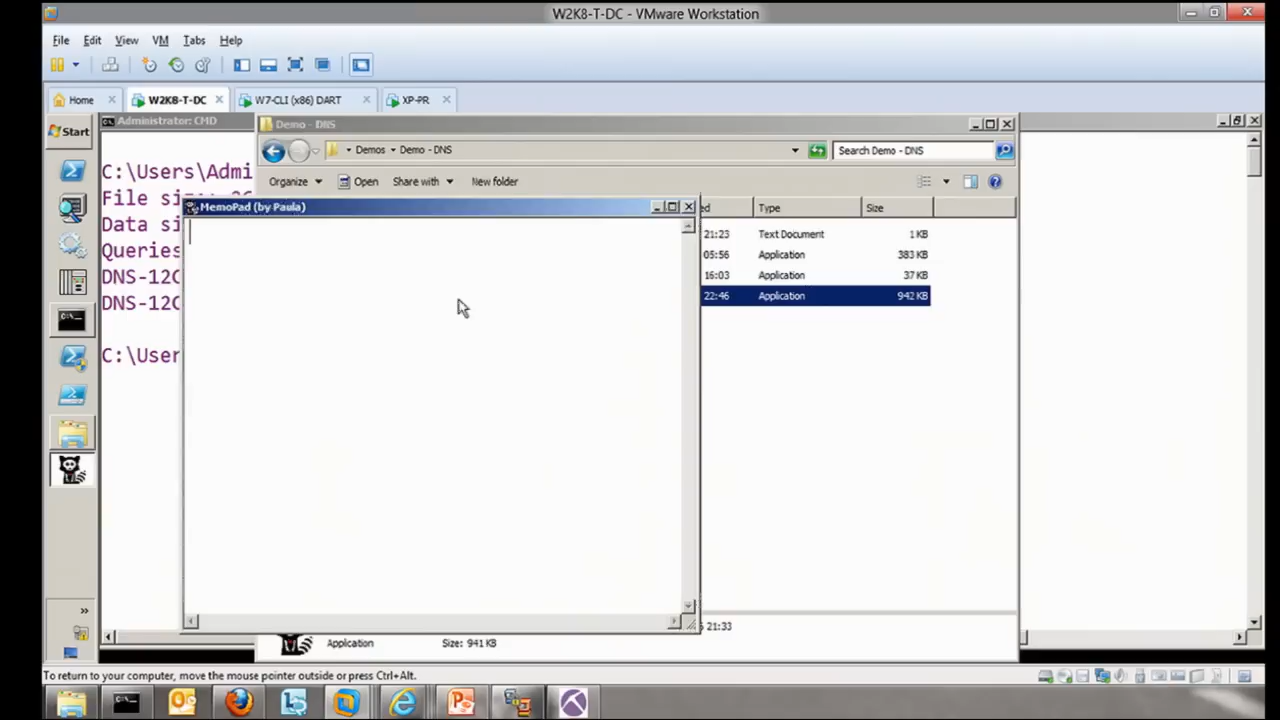 W2K8-T-DC - VMware Workstation
File Edit View VM Tabs Help
Home W2K8-T-DC W7-CLI (x86) DART XP-PR
Start
Administrator: CMD
Demo - DNS
Demos Demo - DNS
Search Demo - DNS
Organize Open Share with New folder
MemoPad (by Paula)
ed Type Size
21:23 Text Document 1 KB
05:56 Application 383 KB
16:03 Application 37 KB
22:46 Application 942 KB
C:\Users\Admi
File siz
Data si
Queries
DNS-12C
DNS-12C
C:\User
21:33
Application Size: 941 KB
To return to your computer, move the mouse pointer outside or press Ctrl+Alt.